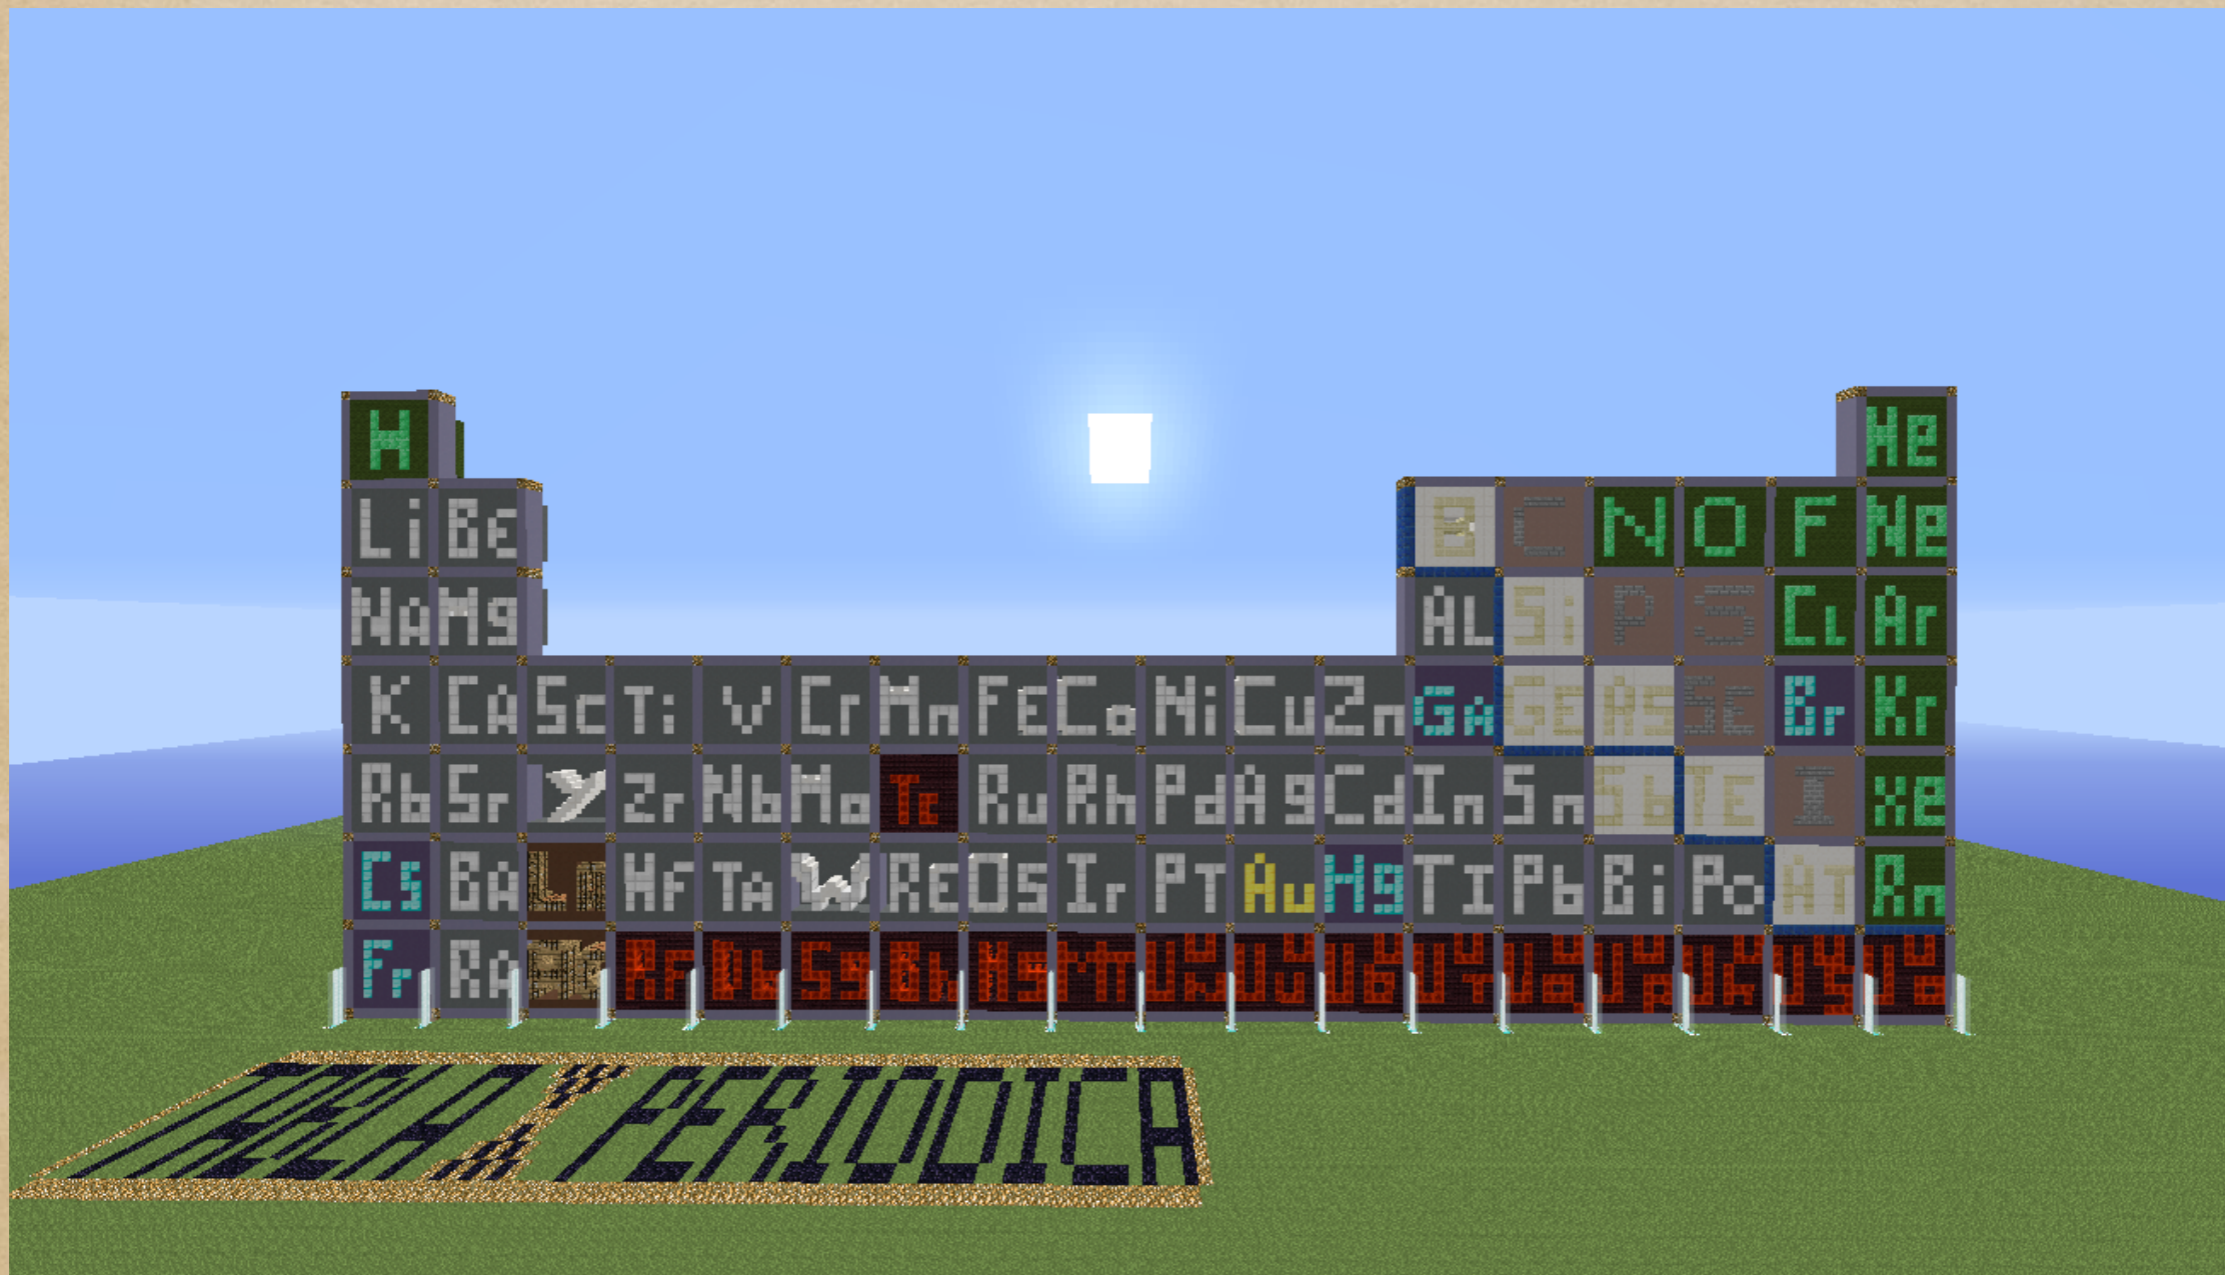 H He
Li Be B C N O F Ne
Na Mg AL Si P S Cl Ar
K CA Sc Ti V Cr Mn FE Co Ni Cu Zn GA GE AS SE Br Kr
Rb Sr Y Zr Nb Mo Tc Ru Rh Pd Ag Cd In Sn Sb TE I Xe
Cs BA Ln HF TA W RE OS Ir PT Au Hg TI Pb Bi Po AT Rn
Fr RA RF Db Sg Bh Hs MT
TABLA PERIODICA